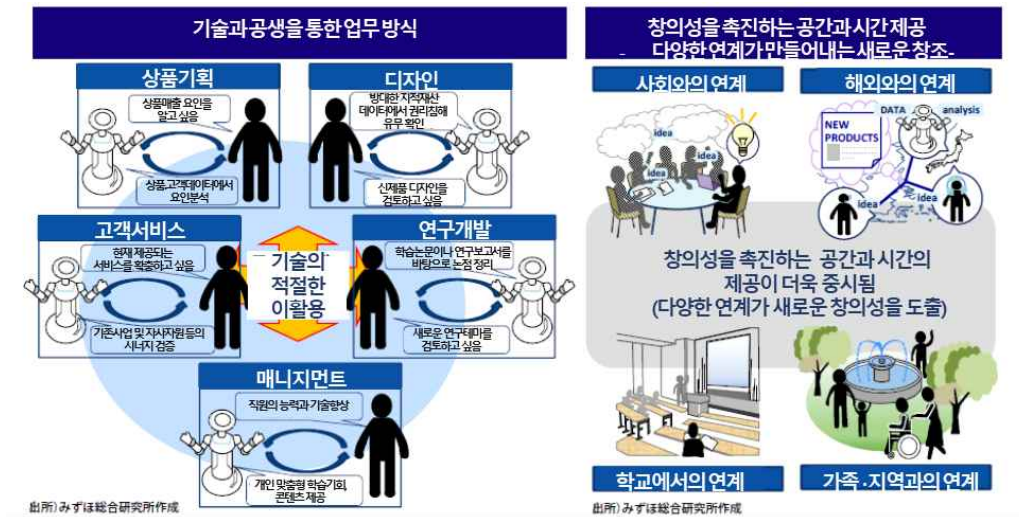 기술과 공생을 통한 업무 방식
상품기획
상품매출 요인을
알고 싶음
상품,고객데이터에서
요인분석
디자인
방대한 지적재산
데이터에서 권리침해
유무 확인
신제품 디자인을
검토하고 싶음
고객서비스
현재 제공되는
서비스를 확충하고 싶음
기존사업 및 자사자원 등의
시너지 검증
기술의
적절한
이활용
연구개발
학습논문이나 연구보고서를
바탕으로 논점 정리
새로운 연구테마를
검토하고 싶음
매니지먼트
직원의 능력과 기술향상
개인 맞춤형 학습기회,
콘텐츠 제공
出所)みずほ総合研究所作成
창의성을 촉진하는 공간과 시간 제공
- 다양한 연계가 만들어내는 새로운 창조-
사회와의 연계
idea
idea
idea
해외와의 연계
DATA
analysis
NEW
PRODUCTS
idea
idea
창의성을 촉진하는 공간과 시간의
제공이 더욱 중시됨
(다양한 연계가 새로운 창의성을 도출)
학교에서의 연계
가족·지역과의 연계
出所)みずほ総合研究所作成